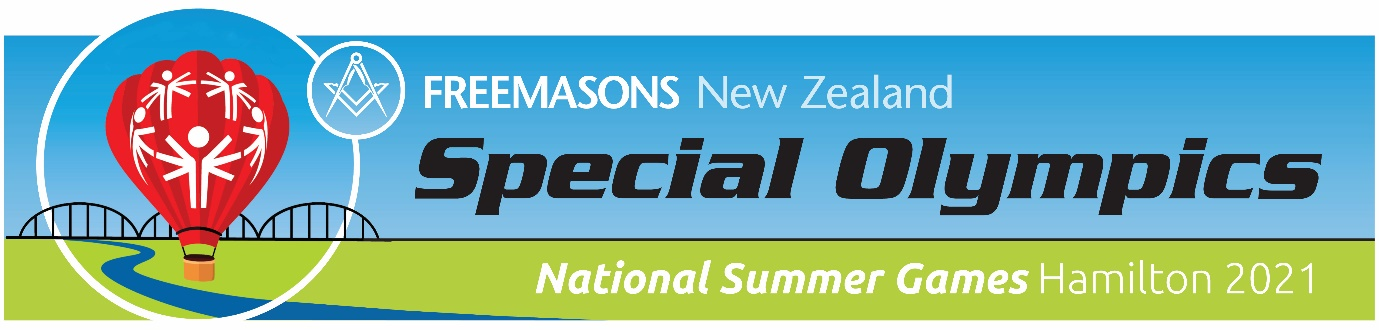 FREEMASONS New Zealand
Special Olympics
National Summer Games Hamilton 2021